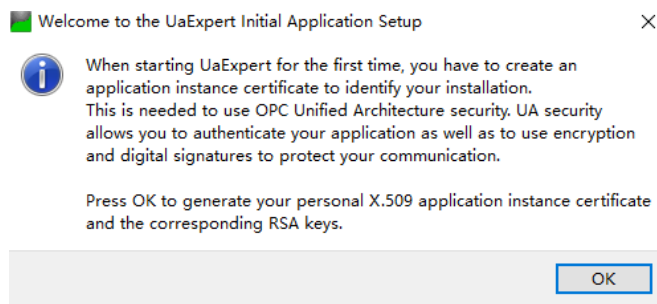 Welcome to the UaExpert Initial Application Setup
When starting UaExpert for the first time, you have to create an
application instance certificate to identify your installation.
This is needed to use OPC Unified Architecture security. UA security
allows you to authenticate your application as well as to use encryption
and digital signatures to protect your communication.
Press OK to generate your personal X.509 application instance certificate
and the corresponding RSA keys.
OK